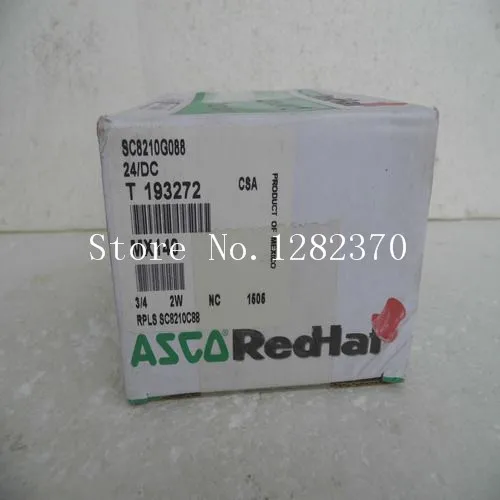 SC8210G088
24/DC
T 193272
CSA
PRODUCT OF MEXICO
Store No: 1282370
3/4 2W NC 1505
RPLS SC8210C88
ASCO® RedHat